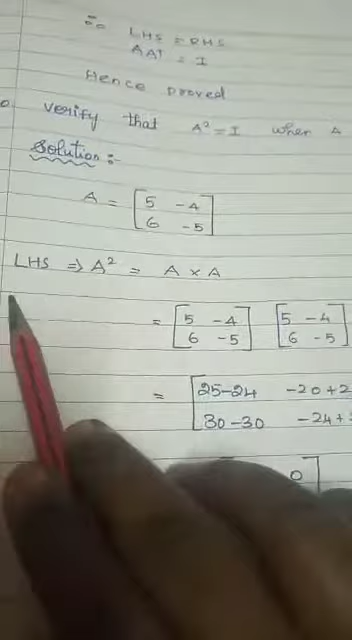 So LHS = RHS
AAᵀ = I
Hence proved
verify that A² = I when A
Solution:-
A = [5 -4
6 -5]
LHS ⇒ A² = A × A
= [5 -4 [5 -4
6 -5] 6 -5]
= [25-24 -20+2
30-30 -24+
0]